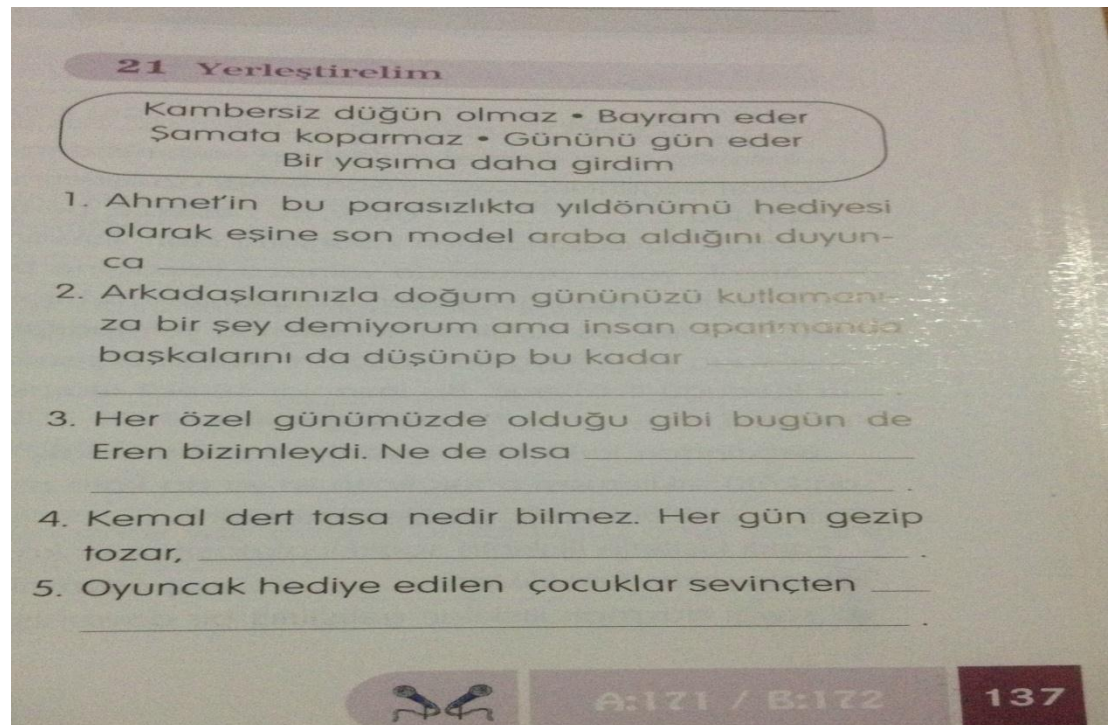 21 Yerleştirelim
Kambersiz düğün olmaz • Bayram eder
Şamata koparmaz • Gününü gün eder
Bir yaşıma daha girdim
1. Ahmet'in bu parasızlıkta yıldönümü hediyesi
olarak eşine son model araba aldığını duyun-
ca
2. Arkadaşlarınızla doğum gününüzü kutlamanı-
za bir şey demiyorum ama insan apartmanda
başkalarını da düşünüp bu kadar
.
3. Her özel günümüzde olduğu gibi bugün de
Eren bizimleydi. Ne de olsa
.
4. Kemal dert tasa nedir bilmez. Her gün gezip
tozar, .
5. Oyuncak hediye edilen çocuklar sevinçten
.
A:171 / B:172
137